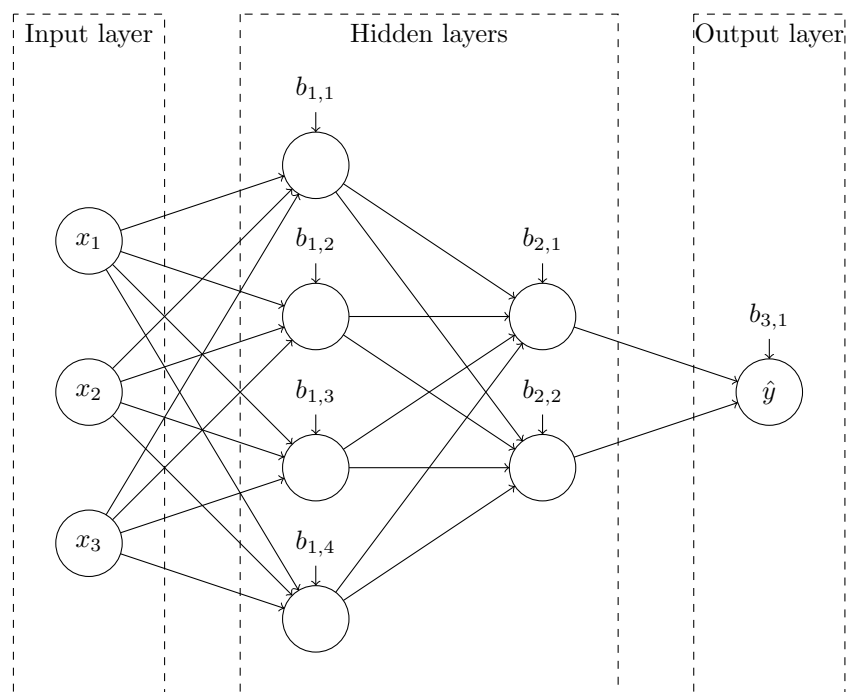 Input layer
Hidden layers
Output layer
b1,1
x1
b1,2
b2,1
b3,1
x2
b1,3
b2,2
ŷ
x3
b1,4